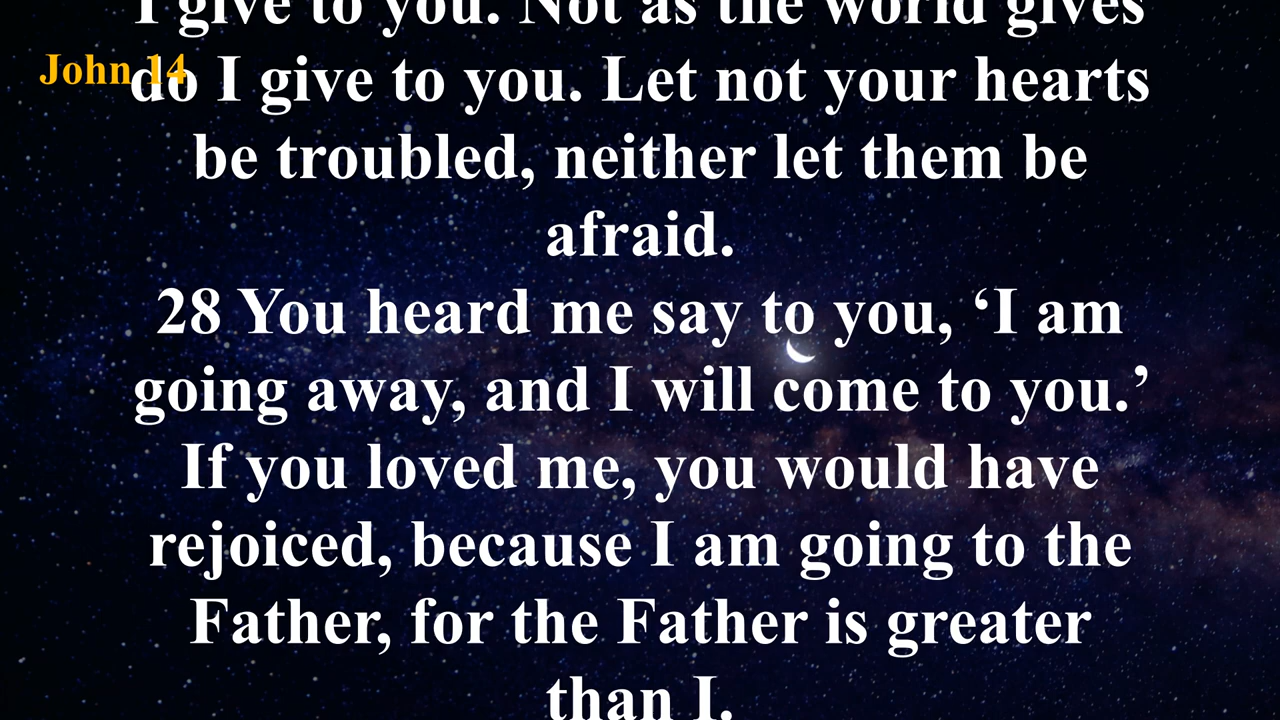 I give to you. Not as the world gives
John 14
do I give to you. Let not your hearts
be troubled, neither let them be
afraid.
28 You heard me say to you, ‘I am
going away, and I will come to you.’
If you loved me, you would have
rejoiced, because I am going to the
Father, for the Father is greater
than I.